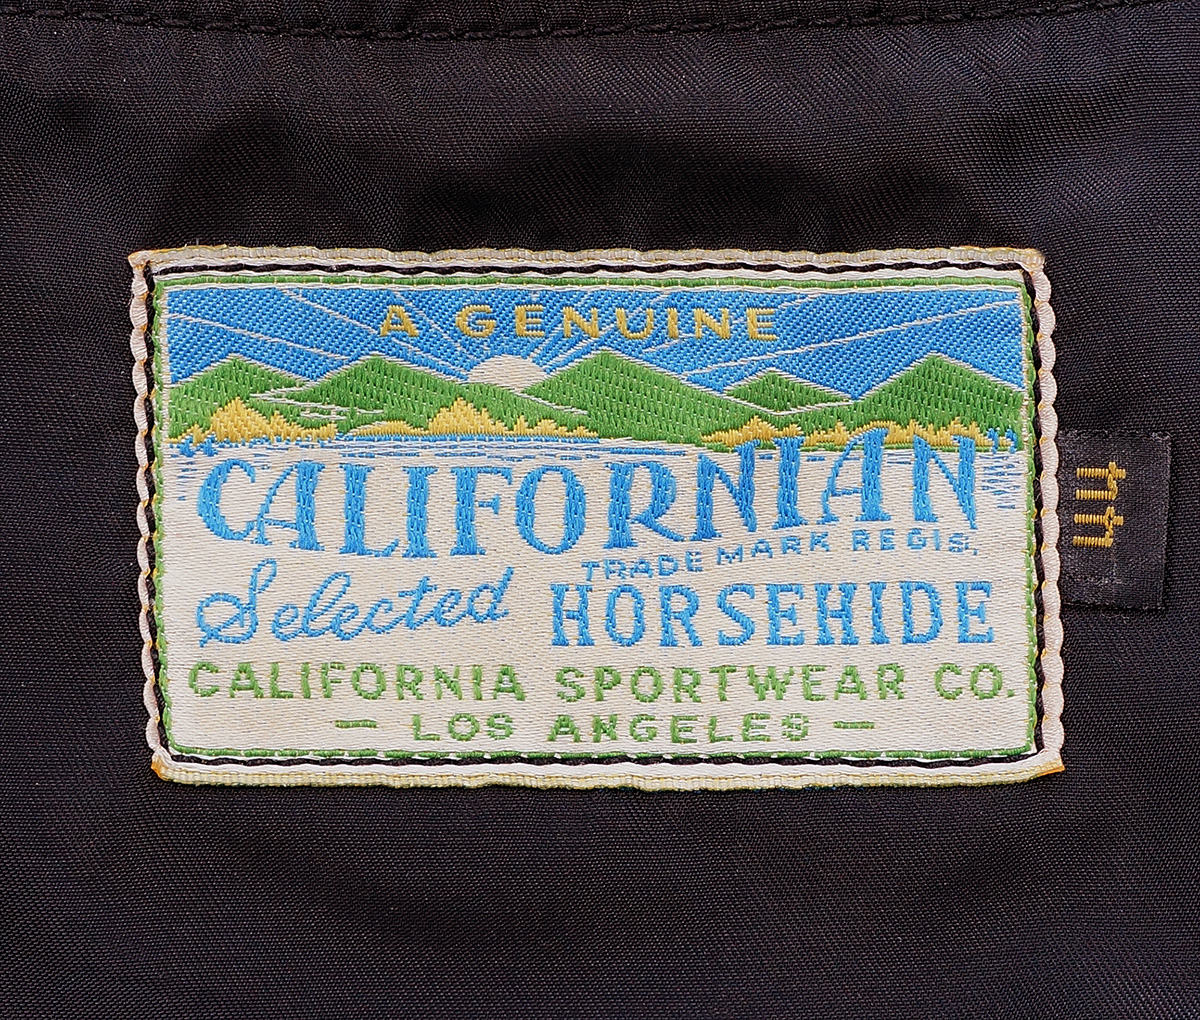 A GENUINE
CALIFORNIAN
TRADE MARK REGIS.
Selected HORSEHIDE
CALIFORNIA SPORTWEAR CO.
— LOS ANGELES —
44